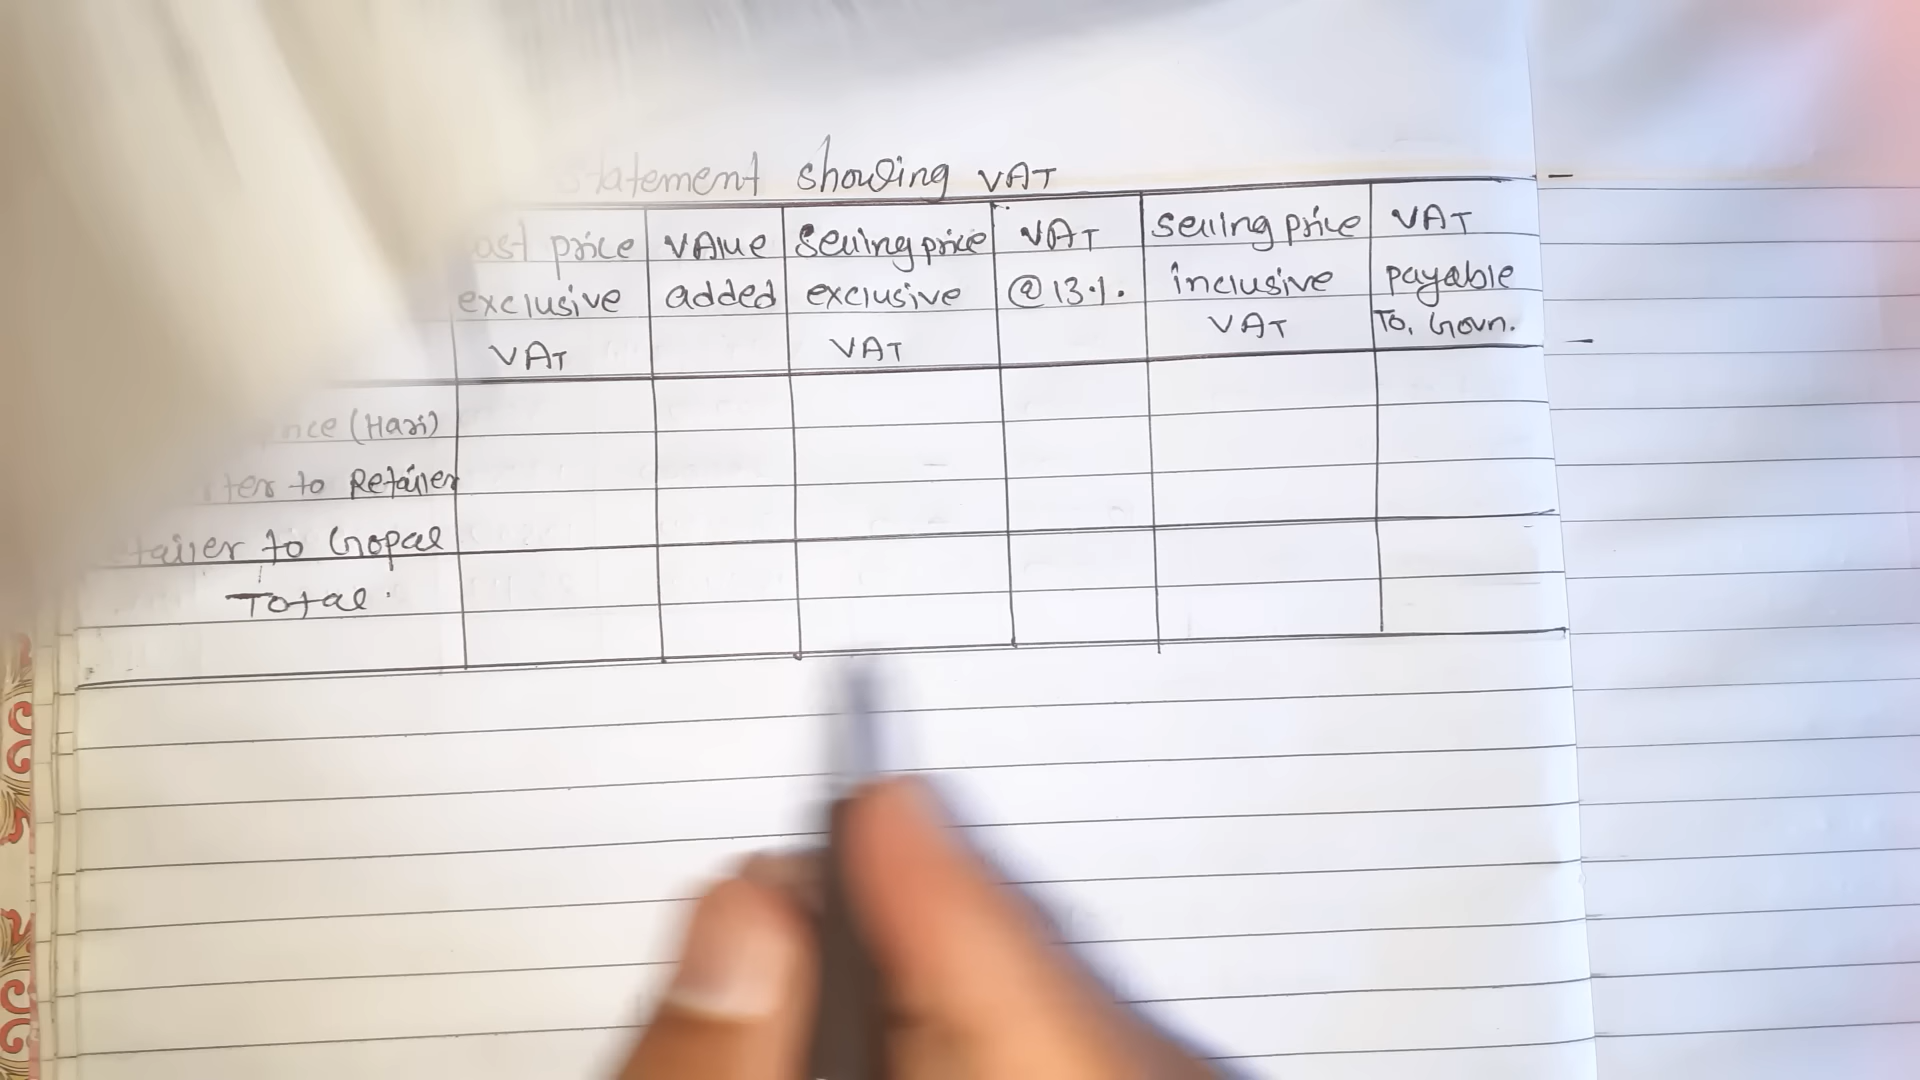 Statement showing VAT
Cost price VAlue Selling price VAT Selling price VAT
exclusive added exclusive @13%. inclusive payable
VAT VAT VAT To, Govn.
(Hari)
to Retailer
to Gopal
Total